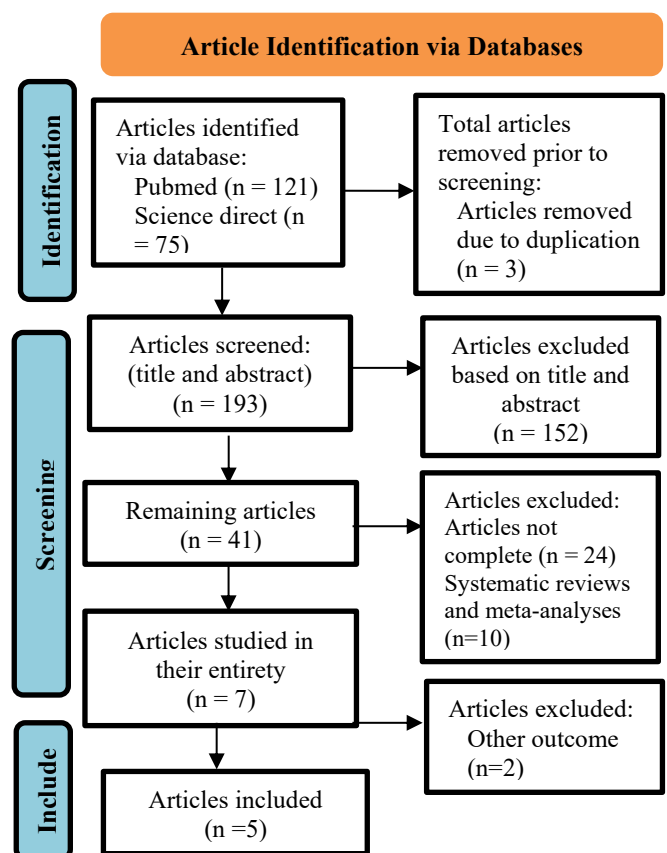 Article Identification via Databases
Identification
Articles identified
via database:
Pubmed (n = 121)
Science direct (n
= 75)
Total articles
removed prior to
screening:
Articles removed
due to duplication
(n = 3)
Screening
Articles screened:
(title and abstract)
(n = 193)
Articles excluded
based on title and
abstract
(n = 152)
Remaining articles
(n = 41)
Articles excluded:
Articles not
complete (n = 24)
Systematic reviews
and meta-analyses
(n=10)
Articles studied in
their entirety
(n = 7)
Articles excluded:
Other outcome
(n=2)
Include
Articles included
(n =5)